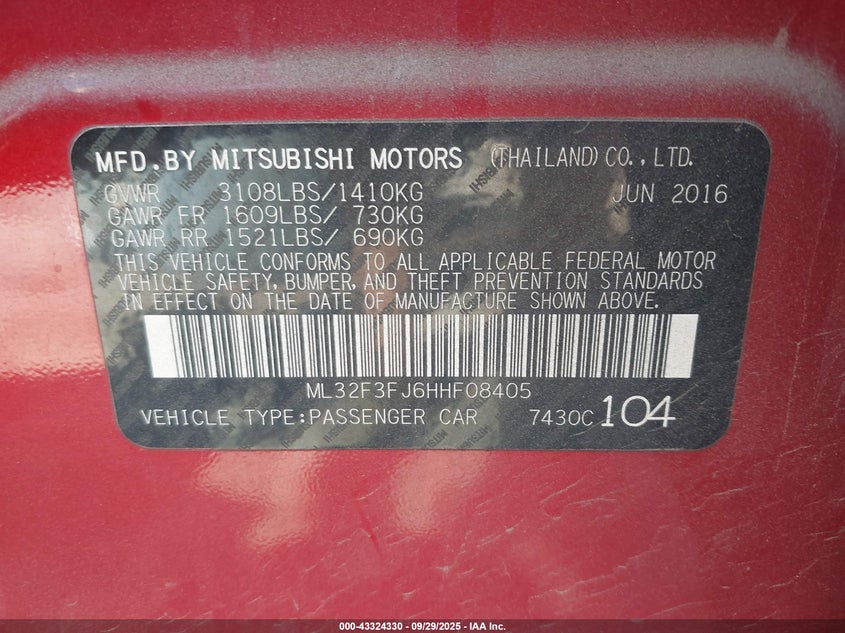 MFD. BY MITSUBISHI MOTORS (THAILAND) CO., LTD.
GVWR 3108LBS/1410KG JUN 2016
GAWR FR 1609LBS/ 730KG
GAWR RR 1521LBS/ 690KG
THIS VEHICLE CONFORMS TO ALL APPLICABLE FEDERAL MOTOR
VEHICLE SAFETY, BUMPER, AND THEFT PREVENTION STANDARDS
IN EFFECT ON THE DATE OF MANUFACTURE SHOWN ABOVE.
ML32F3FJ6HHF08405
VEHICLE TYPE:PASSENGER CAR 7430C 104
000-43324330 - 09/29/2025 - IAA Inc.